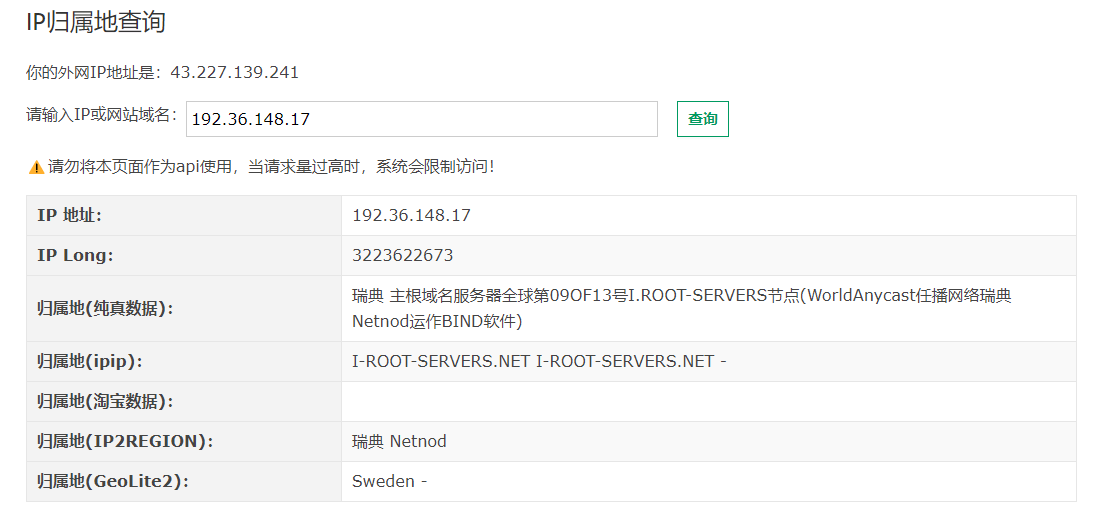 IP归属地查询
你的外网IP地址是：43.227.139.241
请输入IP或网站域名： 192.36.148.17 查询
请勿将本页面作为api使用，当请求量过高时，系统会限制访问！
IP 地址： 192.36.148.17
IP Long： 3223622673
归属地(纯真数据)： 瑞典 主根域名服务器全球第09OF13号I.ROOT-SERVERS节点(WorldAnycast任播网络瑞典
Netnod运作BIND软件)
归属地(ipip)： I-ROOT-SERVERS.NET I-ROOT-SERVERS.NET -
归属地(淘宝数据)：
归属地(IP2REGION)： 瑞典 Netnod
归属地(GeoLite2)： Sweden -